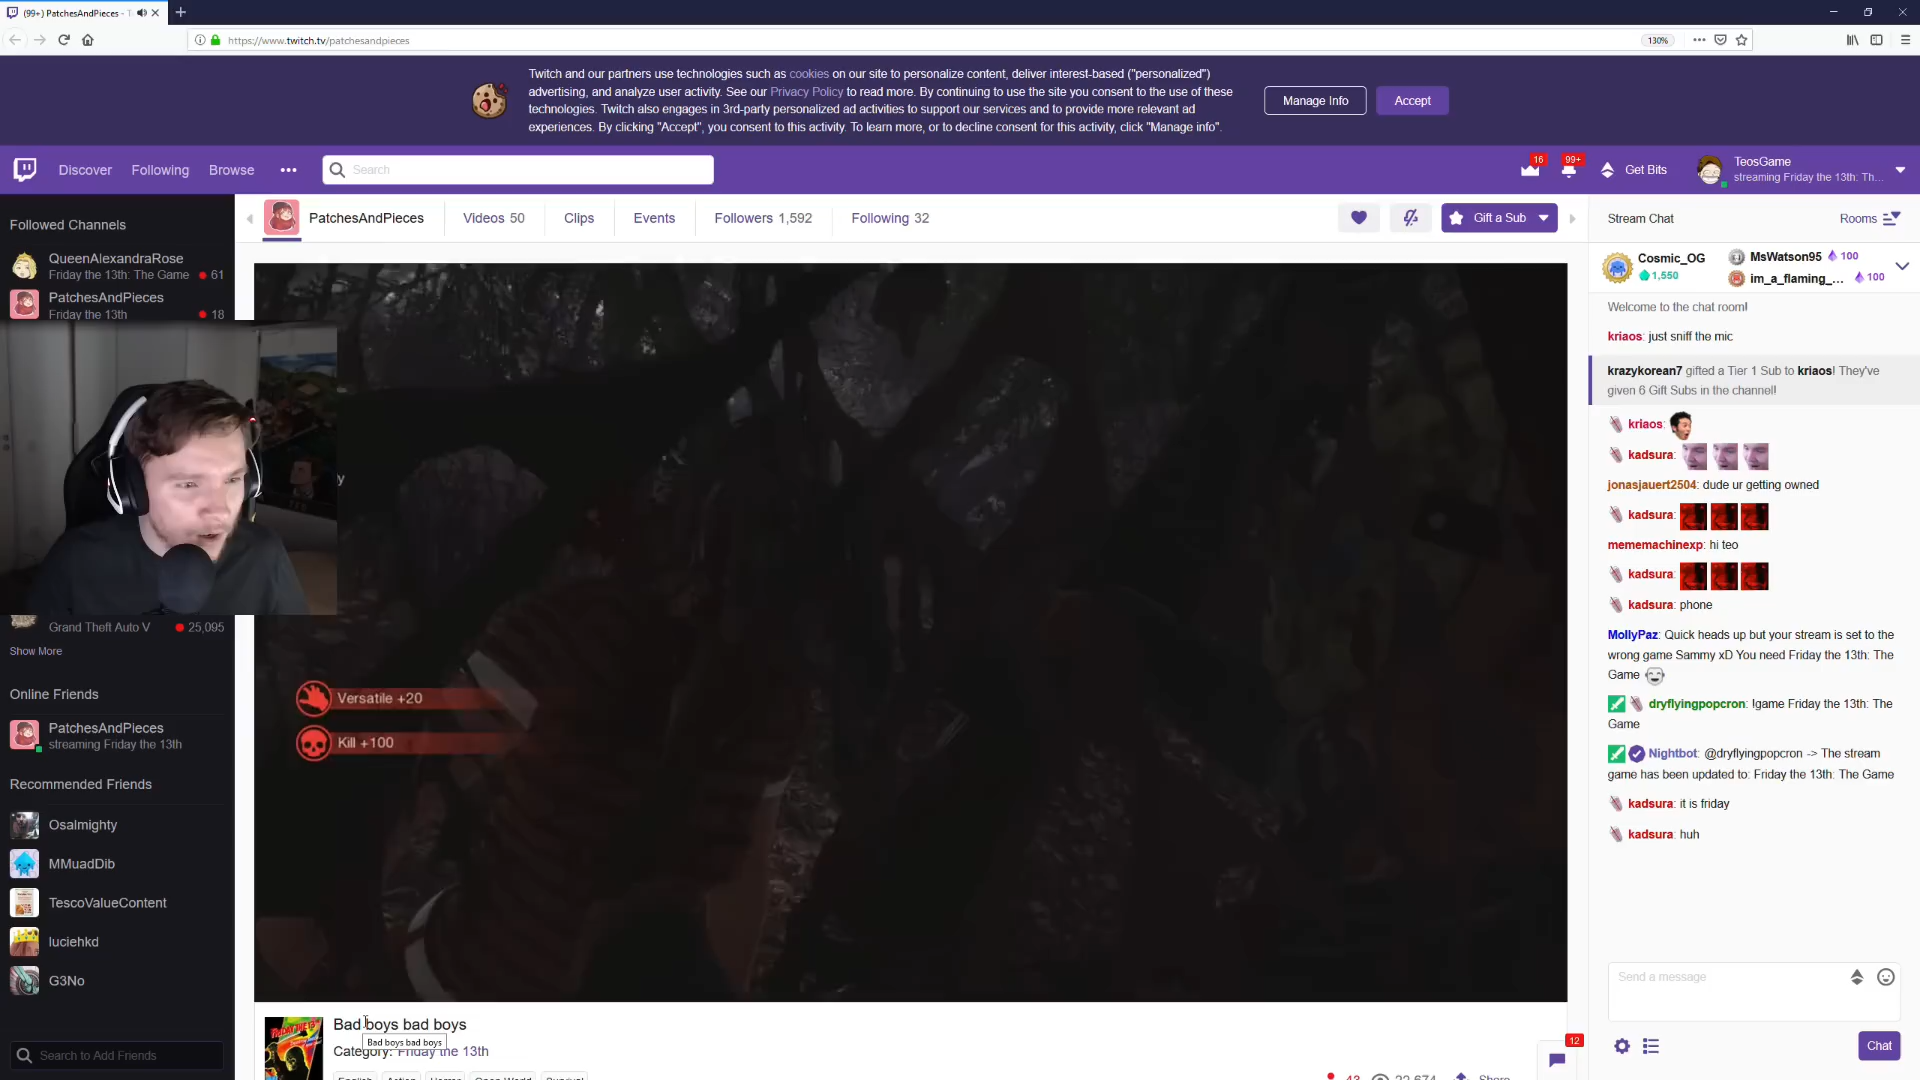 (99+) PatchesAndPieces - T
https://www.twitch.tv/patchesandpieces
130%
Twitch and our partners use technologies such as cookies on our site to personalize content, deliver interest-based ("personalized")
advertising, and analyze user activity. See our Privacy Policy to read more. By continuing to use the site you consent to the use of these
technologies. Twitch also engages in 3rd-party personalized ad activities to support our services and to provide more relevant ad
experiences. By clicking "Accept", you consent to this activity. To learn more, or to decline consent for this activity, click "Manage info".
Manage Info
Accept
Discover
Following
Browse
Search
16
99+
Get Bits
TeosGame
streaming Friday the 13th: Th...
Followed Channels
QueenAlexandraRose
Friday the 13th: The Game 61
PatchesAndPieces
Friday the 13th 18
Grand Theft Auto V 25,095
Show More
Online Friends
PatchesAndPieces
streaming Friday the 13th
Recommended Friends
Osalmighty
MMuadDib
TescoValueContent
luciehkd
G3No
Search to Add Friends
PatchesAndPieces
Videos 50
Clips
Events
Followers 1,592
Following 32
Gift a Sub
y
Versatile +20
Kill +100
Bad boys bad boys
Bad boys bad boys
Category: Friday the 13th
English
Action
Horror
Open World
Survival
43
22,674
Share
12
Stream Chat
Rooms
Cosmic_OG
1,550
MsWatson95 100
im_a_flaming_... 100
Welcome to the chat room!
kriaos: just sniff the mic
krazykorean7 gifted a Tier 1 Sub to kriaos! They've
given 6 Gift Subs in the channel!
kriaos:
kadsura:
jonasjauert2504: dude ur getting owned
kadsura:
mememachinexp: hi teo
kadsura:
kadsura: phone
MollyPaz: Quick heads up but your stream is set to the
wrong game Sammy xD You need Friday the 13th: The
Game
dryflyingpopcron: !game Friday the 13th: The
Game
Nightbot: @dryflyingpopcron -> The stream
game has been updated to: Friday the 13th: The Game
kadsura: it is friday
kadsura: huh
Send a message
Chat